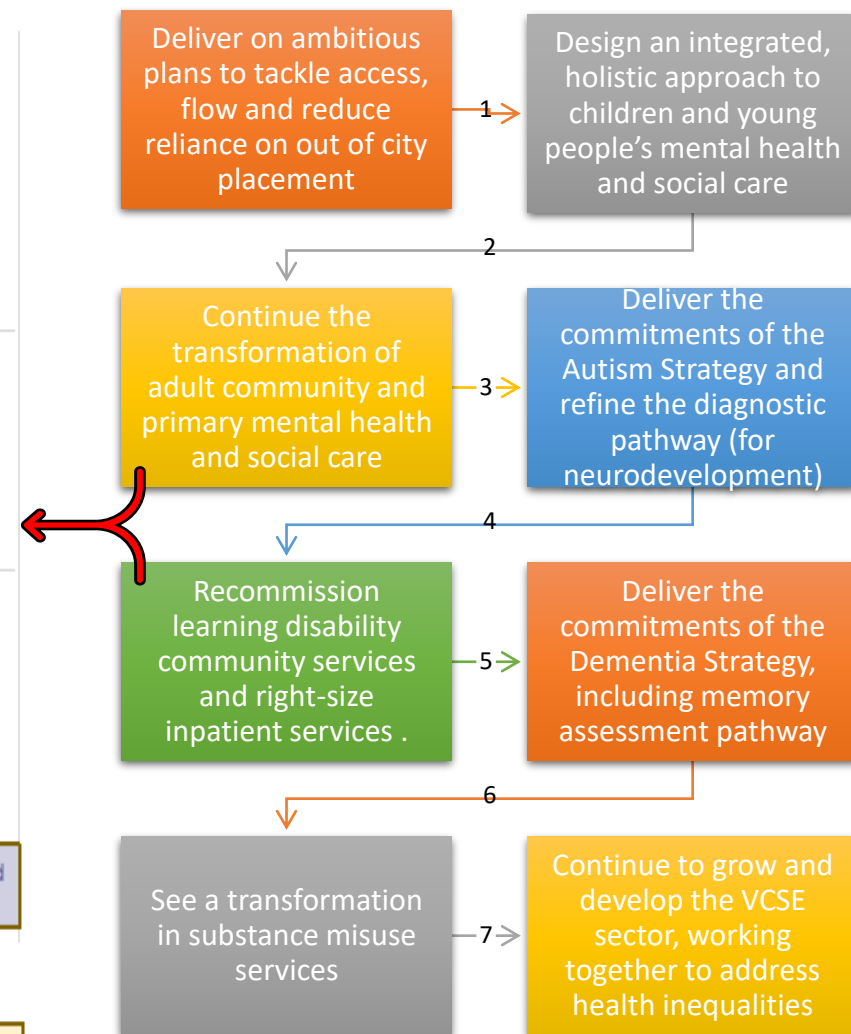 Deliver on ambitious
plans to tackle access,
flow and reduce
reliance on out of city
placement
1
Design an integrated,
holistic approach to
children and young
people’s mental health
and social care
2
Continue the
transformation of
adult community and
primary mental health
and social care
3
Deliver the
commitments of the
Autism Strategy and
refine the diagnostic
pathway (for
neurodevelopment)
4
Recommission
learning disability
community services
and right-size
inpatient services .
5
Deliver the
commitments of the
Dementia Strategy,
including memory
assessment pathway
6
See a transformation
in substance misuse
services
7
Continue to grow and
develop the VCSE
sector, working
together to address
health inequalities